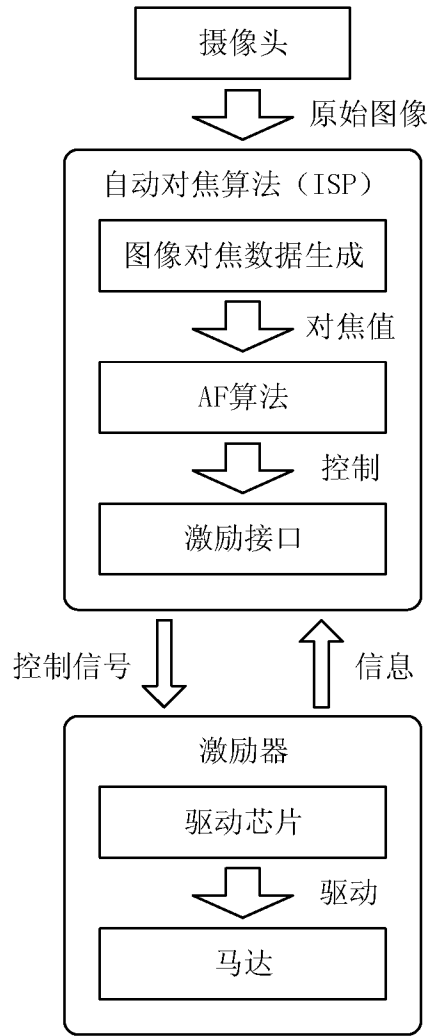 摄像头
原始图像
自动对焦算法（ISP）
图像对焦数据生成
对焦值
AF算法
控制
激励接口
控制信号
信息
激励器
驱动芯片
驱动
马达